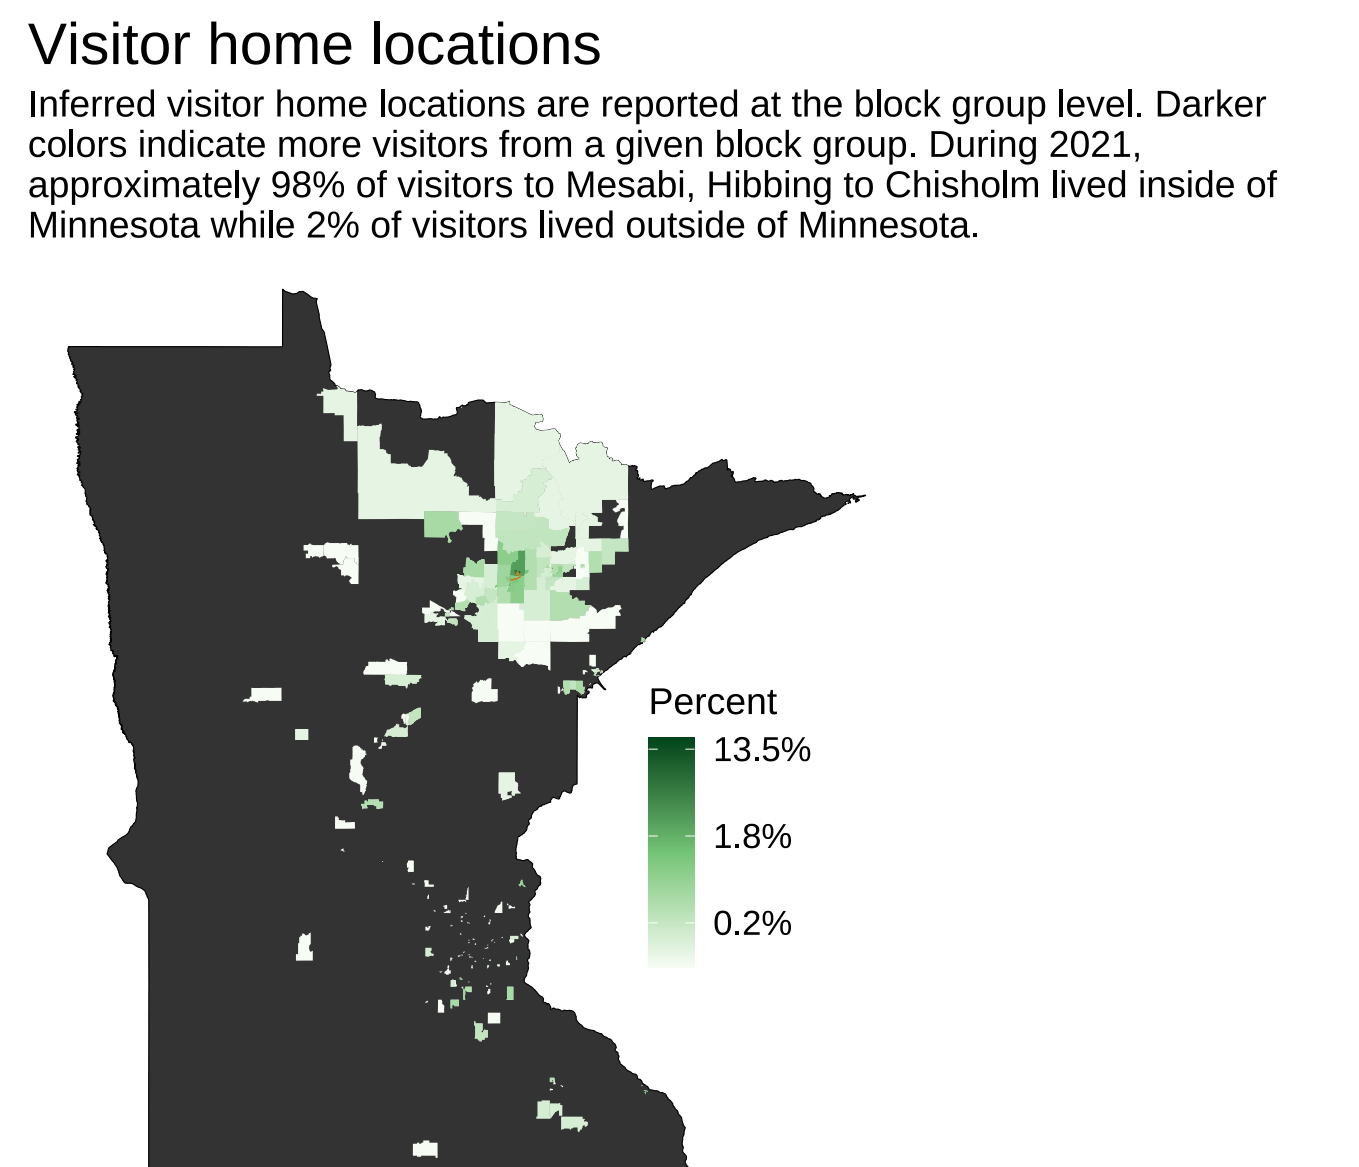 Visitor home locations
Inferred visitor home locations are reported at the block group level. Darker
colors indicate more visitors from a given block group. During 2021,
approximately 98% of visitors to Mesabi, Hibbing to Chisholm lived inside of
Minnesota while 2% of visitors lived outside of Minnesota.
Percent
13.5%
1.8%
0.2%